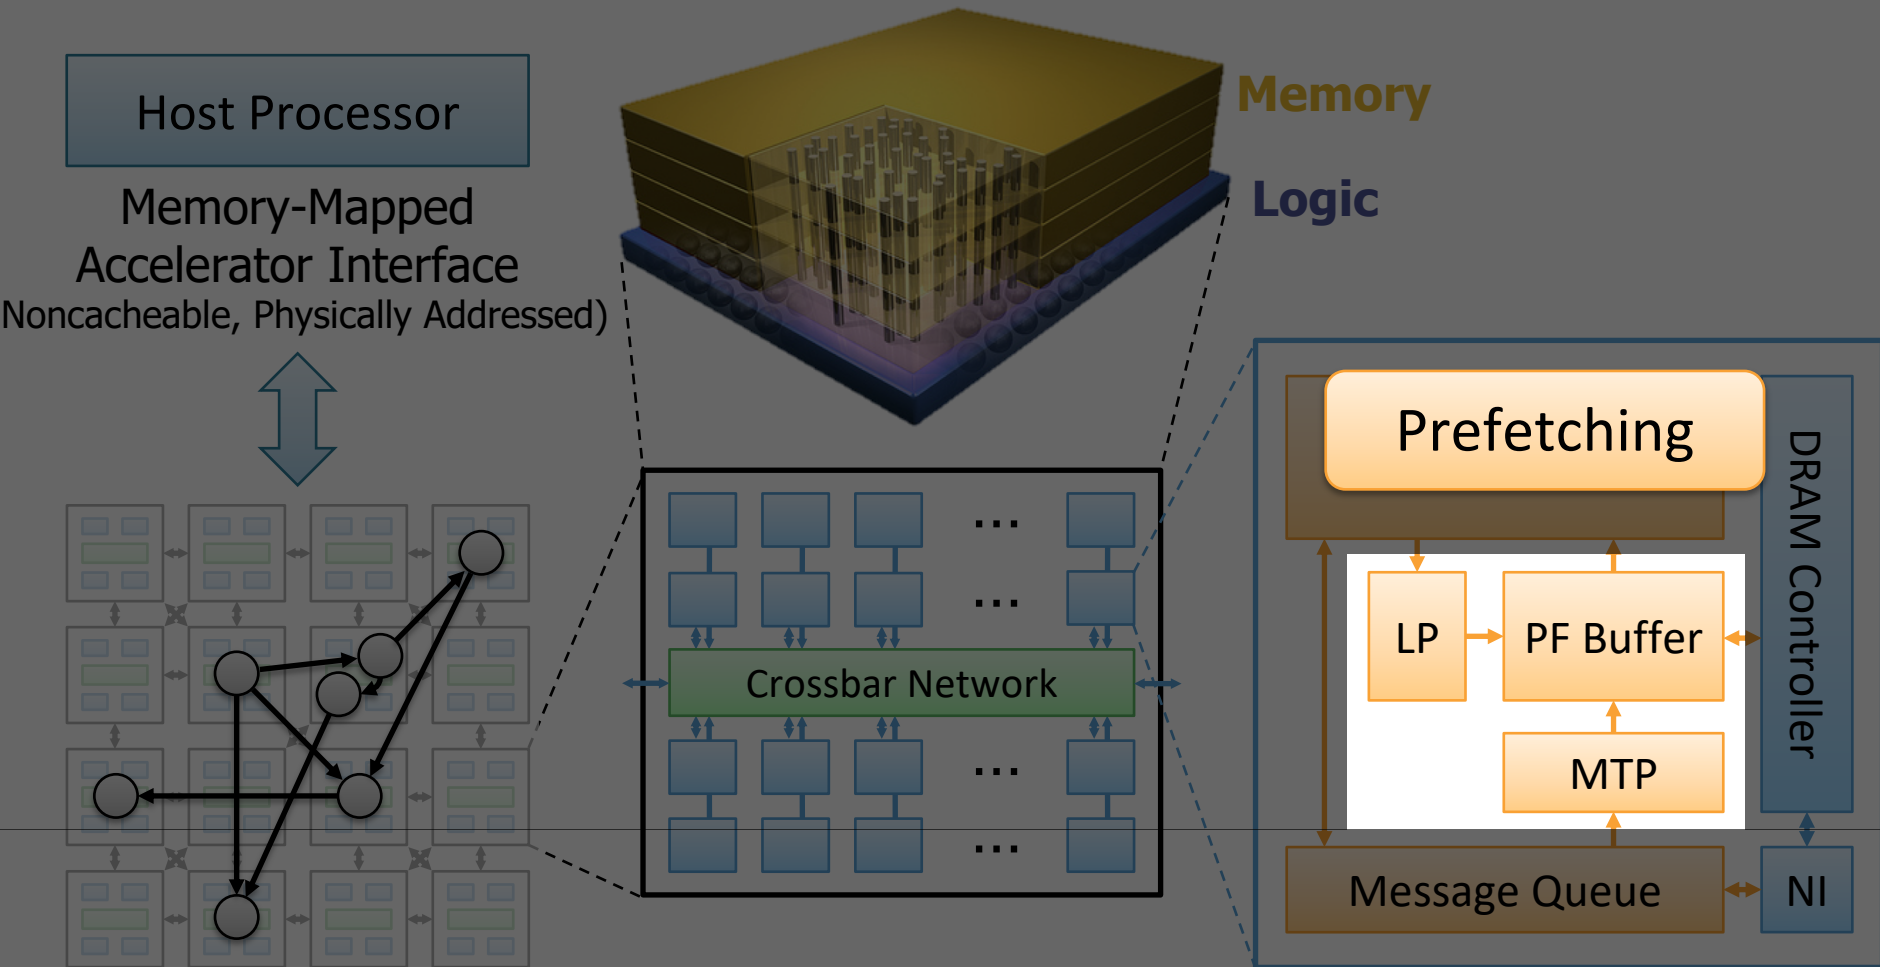 Host Processor
Memory-Mapped
Accelerator Interface
Noncacheable, Physically Addressed)
Memory
Logic
...
...
Crossbar Network
...
...
Prefetching
DRAM Controller
LP
PF Buffer
MTP
Message Queue
NI